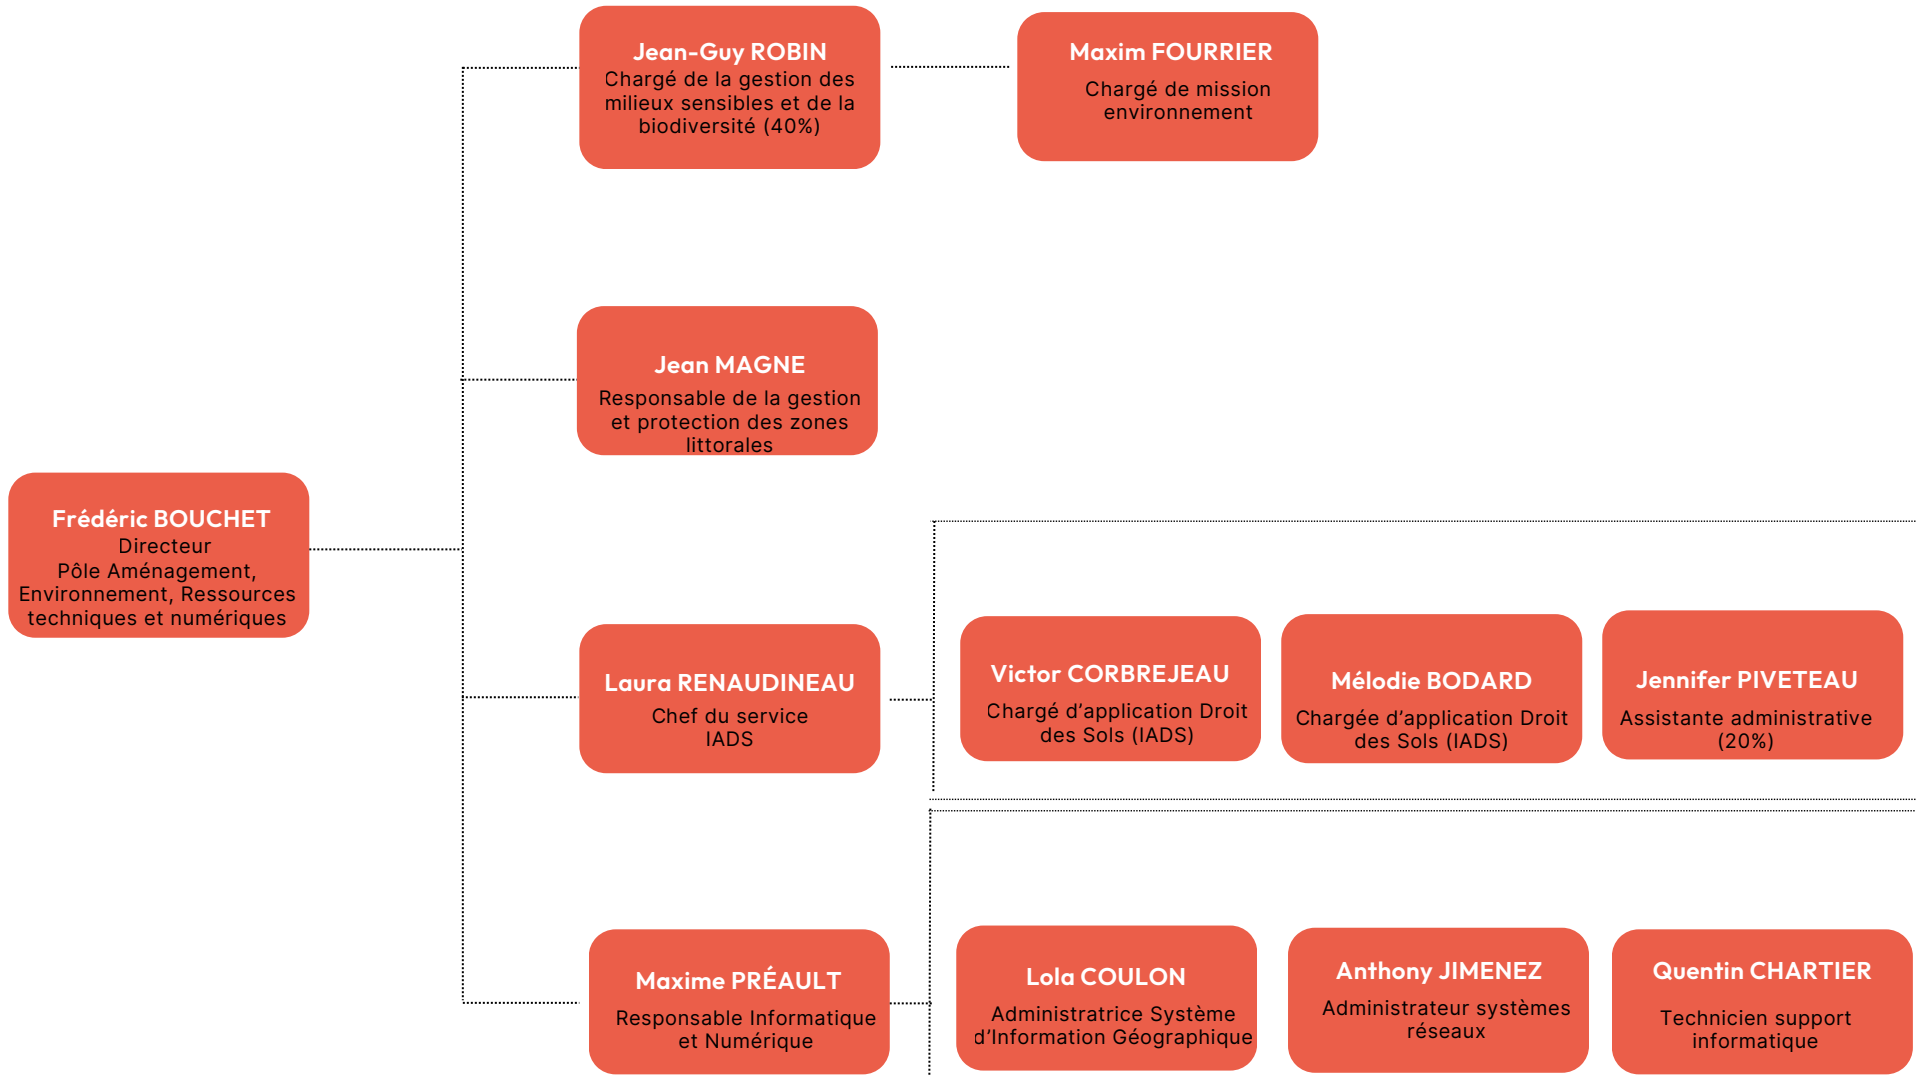 Jean-Guy ROBIN
Chargé de la gestion des
milieux sensibles et de la
biodiversité (40%)
Maxim FOURRIER
Chargé de mission
environnement
Jean MAGNE
Responsable de la gestion
et protection des zones
littorales
Frédéric BOUCHET
Directeur
Pôle Aménagement,
Environnement, Ressources
techniques et numériques
Laura RENAUDINEAU
Chef du service
IADS
Victor CORBREJEAU
Chargé d’application Droit
des Sols (IADS)
Mélodie BODARD
Chargée d’application Droit
des Sols (IADS)
Jennifer PIVETEAU
Assistante administrative
(20%)
Maxime PRÉAULT
Responsable Informatique
et Numérique
Lola COULON
Administratrice Système
d’Information Géographique
Anthony JIMENEZ
Administrateur systèmes
réseaux
Quentin CHARTIER
Technicien support
informatique